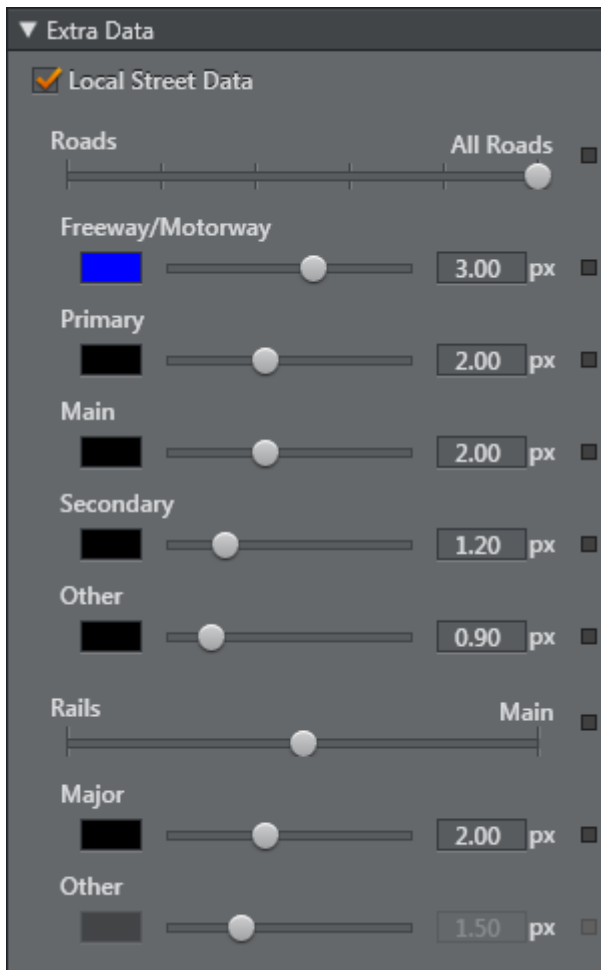 Extra Data
Local Street Data
Roads All Roads
Freeway/Motorway
3.00 px
Primary
2.00 px
Main
2.00 px
Secondary
1.20 px
Other
0.90 px
Rails Main
Major
2.00 px
Other
1.50 px